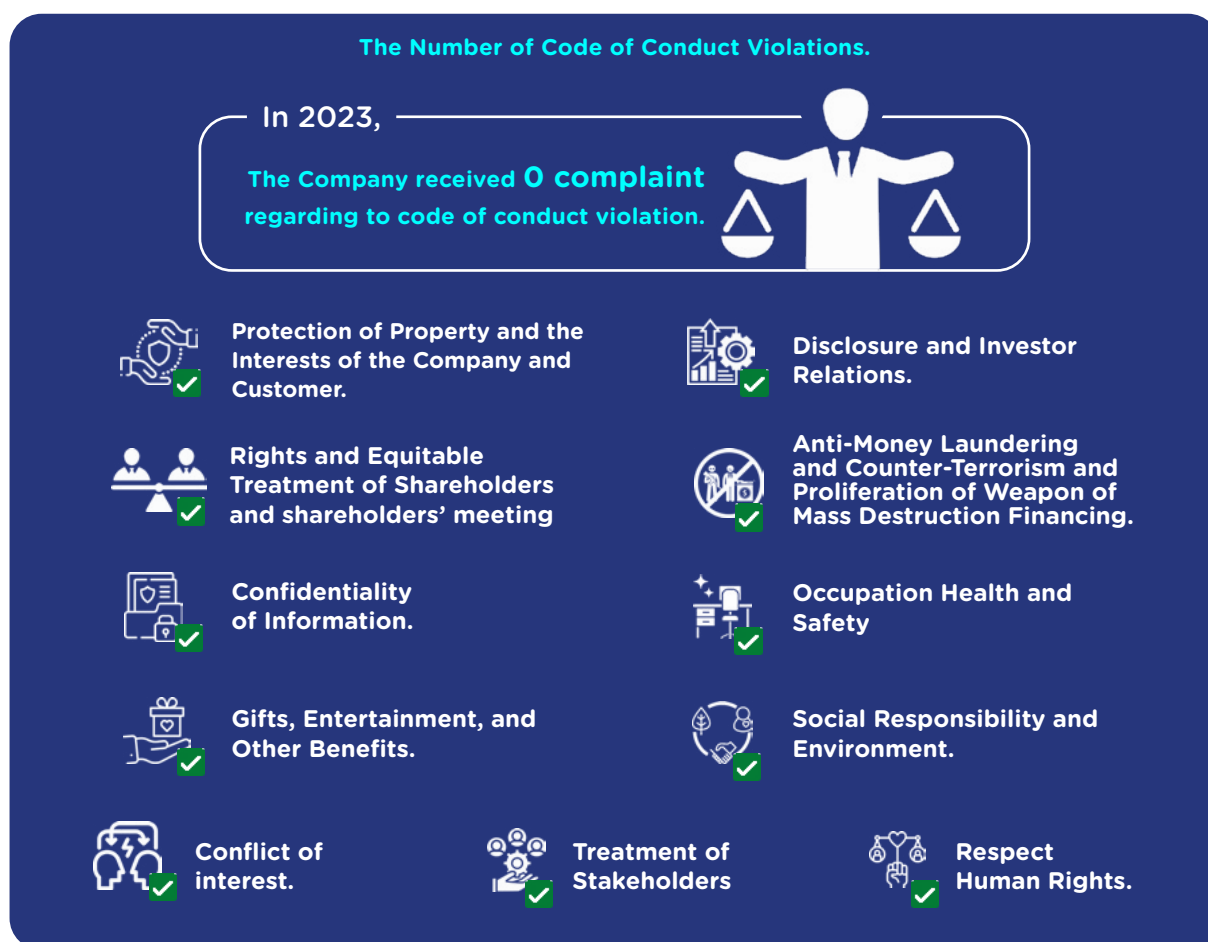 The Number of Code of Conduct Violations.
In 2023,
The Company received 0 complaint
regarding to code of conduct violation.
Protection of Property and the
Interests of the Company and
Customer.
Disclosure and Investor
Relations.
Rights and Equitable
Treatment of Shareholders
and shareholders’ meeting
Anti-Money Laundering
and Counter-Terrorism and
Proliferation of Weapon of
Mass Destruction Financing.
Confidentiality
of Information.
Occupation Health and
Safety
Gifts, Entertainment, and
Other Benefits.
Social Responsibility and
Environment.
Conflict of
interest.
Treatment of
Stakeholders
Respect
Human Rights.